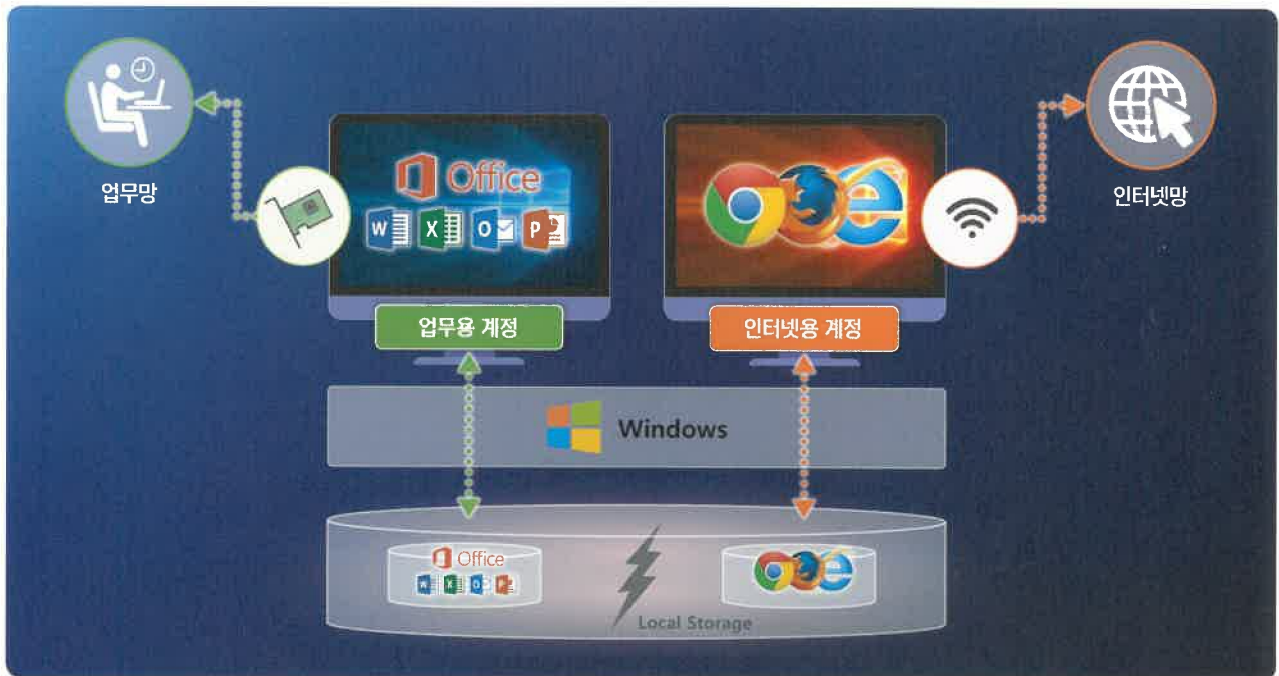 업무망
인터넷망
Office
W X O P
업무용 계정
인터넷용 계정
Windows
Office
W X O P
Local Storage